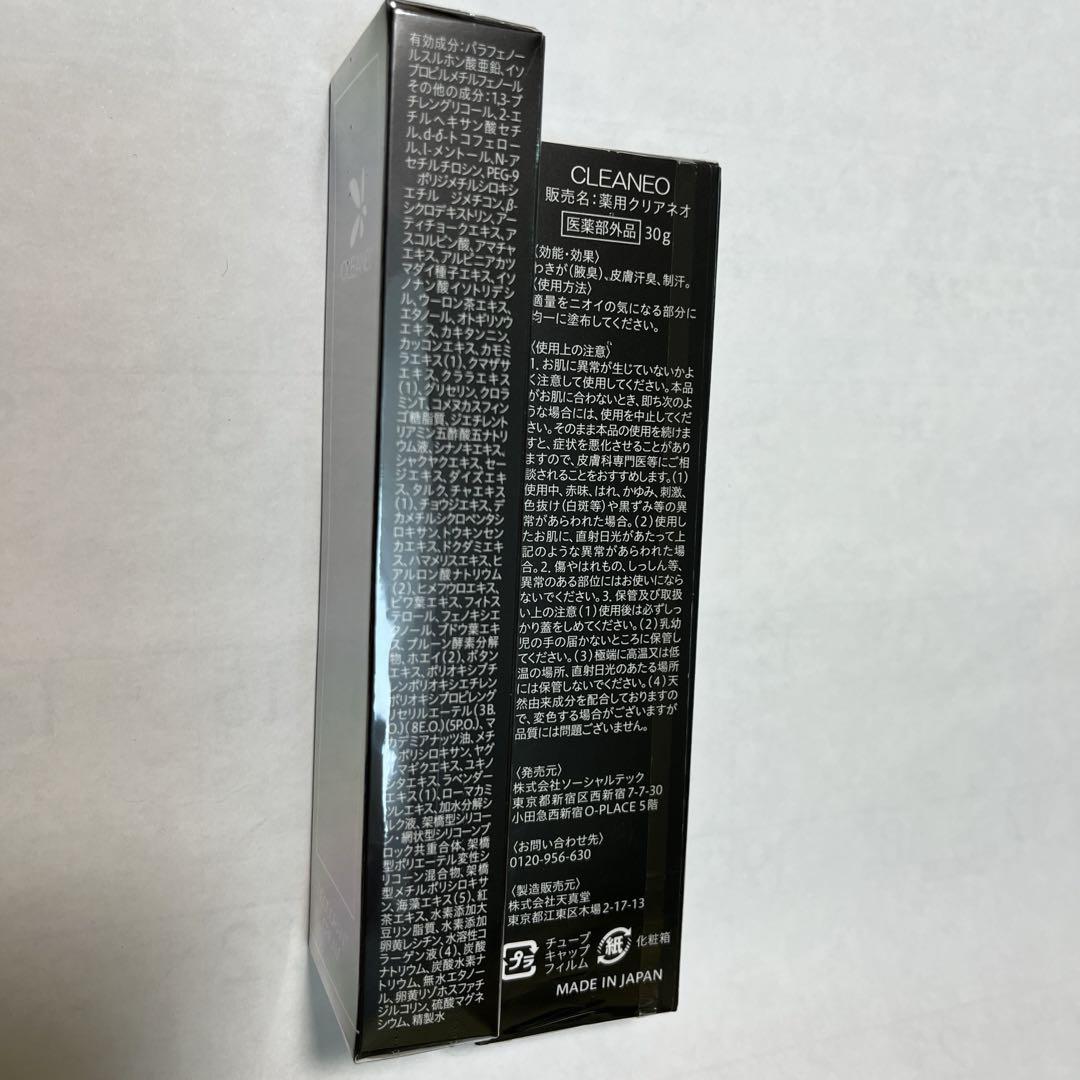 有効成分:パラフェノー
ルスルホン酸亜鉛、イソ
プロピルメチルフェノール
その他の成分:1,3-ブ
チレングリコール、2-エ
チルヘキサン酸セチ
ル、d-δ-トコフェロー
ル、l-メントール、N-ア
セチルチロシン、PEG-9
ポリジメチルシロキシ
エチル ジメチコン、β-
シクロデキストリン、アー
ティチョークエキス、ア
スコルビン酸、アマチャ
エキス、アルピニアカツ
マダイ種子エキス、イソ
ノナン酸イソトリデシ
ル、ウーロン茶エキス、
エタノール、オトギリソウ
エキス、カキタンニン、
カッコンエキス、カモミ
ラエキス(1)、クマザサ
エキス、クララエキス
(1)、グリセリン、クロラ
ミンT、コメヌカスフィン
ゴ糖脂質、ジエチレント
リアミン五酢酸五ナトリ
ウム液、シナノキエキス、
シャクヤクエキス、セー
ジエキス、ダイズエキ
ス、タルク、チャエキス
(1)、チョウジエキス、デ
カメチルシクロペンタシ
ロキサン、トウキンセン
カエキス、ドクダミエキ
ス、ハマメリスエキス、ヒ
アルロン酸ナトリウム
(2)、ヒメフウロエキス、
ビワ葉エキス、フィトス
テロール、フェノキシエ
タノール、ブドウ葉エキ
ス、プルーン酵素分解
物、ホエイ(2)、ボタン
エキス、ポリオキシブチ
レンポリオキシエチレン
ポリオキシプロピレング
リセリルエーテル(3B.
O.)(8E.O.)(5P.O.)、マ
カデミアナッツ油、メチ
ルポリシロキサン、ヤグ
ルマギクエキス、ユキノ
シタエキス、ラベンダー
エキス(1)、ローマカミ
ツレエキス、加水分解シ
ルク液、架橋型シリコー
ン・網状型シリコーンブ
ロック共重合体、架橋
型ポリエーテル変性シ
リコーン混合物、架橋
型メチルポリシロキサ
ン、海藻エキス(5)、紅
茶エキス、水素添加大
豆リン脂質、水素添加
卵黄レシチン、水溶性コ
ラーゲン液(4)、炭酸
ナトリウム、炭酸水素ナ
トリウム、無水エタノー
ル、卵黄リゾホスファチ
ジルコリン、硫酸マグネ
シウム、精製水
CLEANEO
販売名:薬用クリアネオ
医薬部外品 30g
〈効能・効果〉
わきが(腋臭)、皮膚汗臭、制汗。
〈使用方法〉
適量をニオイの気になる部分に
均一に塗布してください。
〈使用上の注意〉
1. お肌に異常が生じていないかよ
く注意して使用してください。本品
がお肌に合わないとき、即ち次のよ
うな場合には、使用を中止してくだ
さい。そのまま本品の使用を続けま
すと、症状を悪化させることがあり
ますので、皮膚科専門医等にご相
談されることをおすすめします。(1)
使用中、赤味、はれ、かゆみ、刺激、
色抜け(白斑等)や黒ずみ等の異
常があらわれた場合。(2)使用し
たお肌に、直射日光があたって上
記のような異常があらわれた場
合。2. 傷やはれもの、しっしん等、
異常のある部位にはお使いになら
ないでください。3. 保管及び取扱
い上の注意(1)使用後は必ずしっ
かり蓋をしめてください。(2)乳幼
児の手の届かないところに保管し
てください。(3)極端に高温又は低
温の場所、直射日光のあたる場所
には保管しないでください。(4)天
然由来成分を配合しておりますの
で、変色する場合がございますが
品質には問題ございません。
〈発売元〉
株式会社ソーシャルテック
東京都新宿区西新宿7-7-30
小田急西新宿O-PLACE 5階
〈お問い合わせ先〉
0120-956-630
〈製造販売元〉
株式会社天真堂
東京都江東区木場2-17-13
プラ チューブ
キャップ
フィルム
紙 化粧箱
MADE IN JAPAN